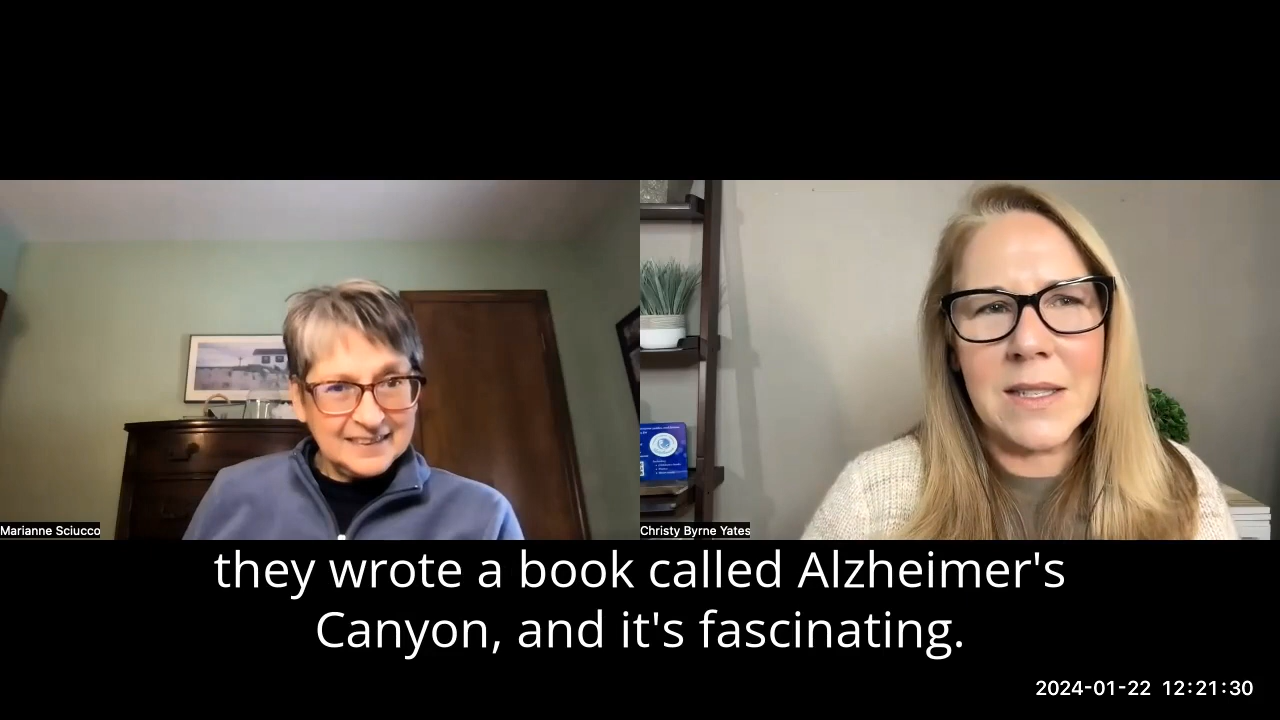 Marianne Sciucco
Christy Byrne Yates
they wrote a book called Alzheimer's
Canyon, and it's fascinating.
2024-01-22 12:21:30